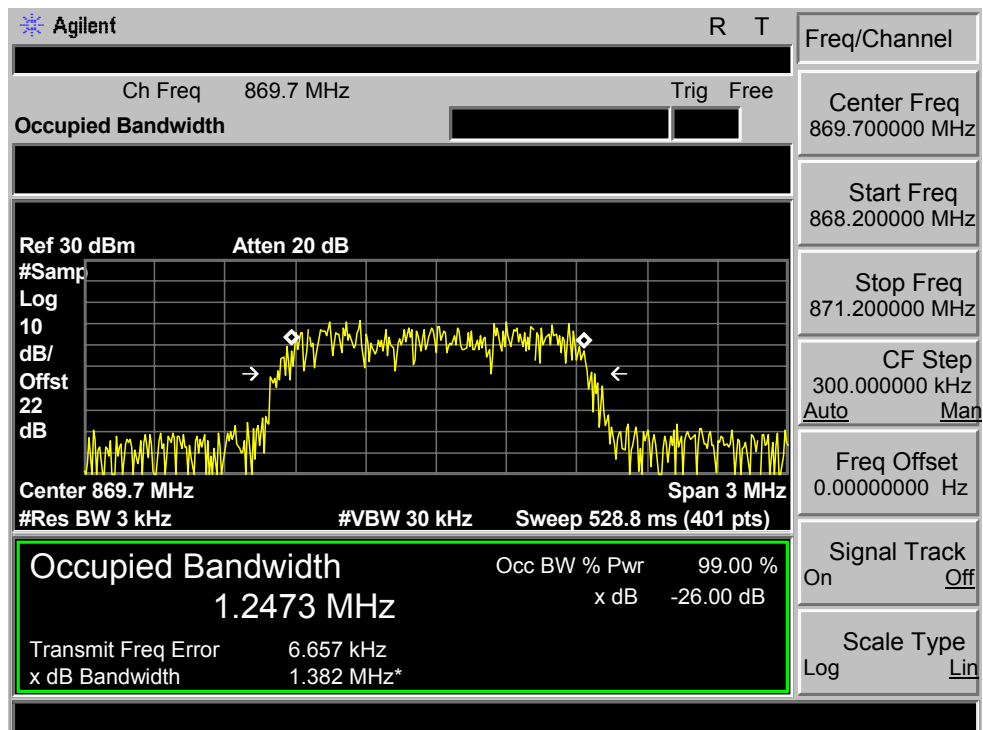 Agilent
R T
Freq/Channel
Ch Freq 869.7 MHz
Trig Free
Occupied Bandwidth
Center Freq
869.700000 MHz
Start Freq
868.200000 MHz
Stop Freq
871.200000 MHz
CF Step
300.000000 kHz
Auto Man
Freq Offset
0.00000000 Hz
Signal Track
On Off
Scale Type
Log Lin
Ref 30 dBm Atten 20 dB
#Samp
Log
10
dB/
Offst
22
dB
Center 869.7 MHz Span 3 MHz
#Res BW 3 kHz #VBW 30 kHz Sweep 528.8 ms (401 pts)
Occupied Bandwidth
1.2473 MHz
Occ BW % Pwr 99.00 %
x dB -26.00 dB
Transmit Freq Error 6.657 kHz
x dB Bandwidth 1.382 MHz*